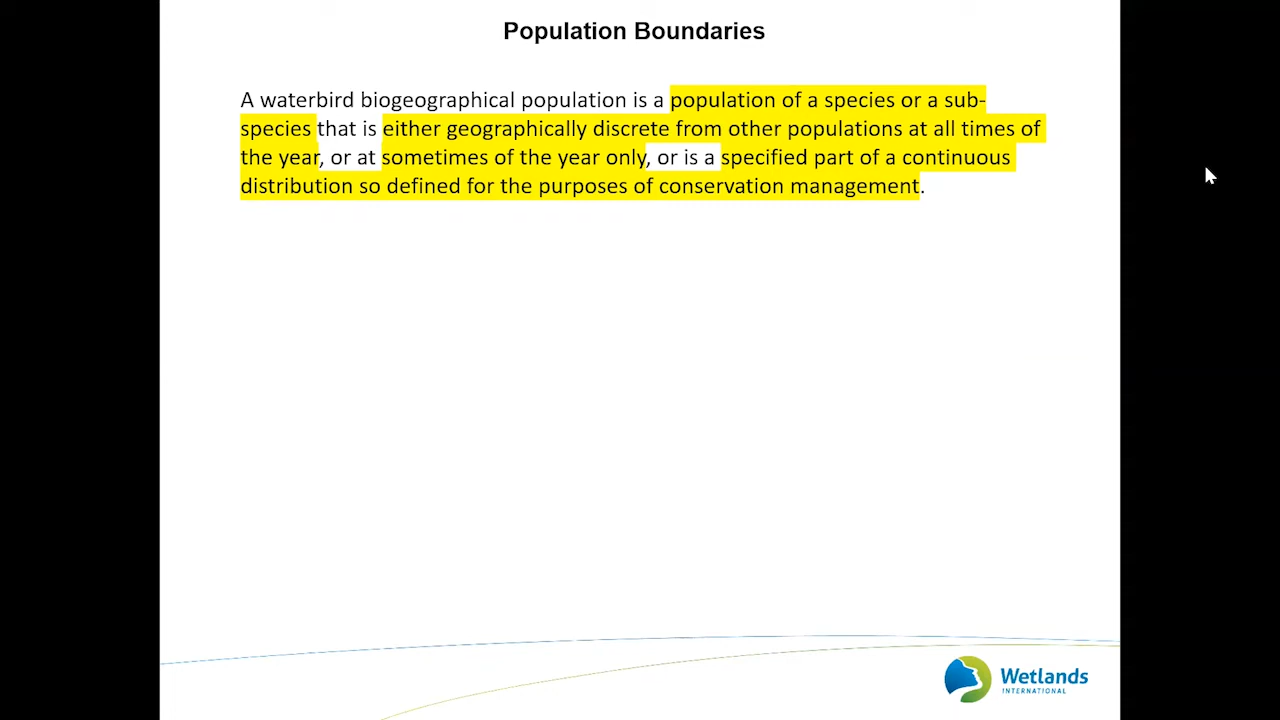 Population Boundaries
A waterbird biogeographical population is a population of a species or a sub-
species that is either geographically discrete from other populations at all times of
the year, or at sometimes of the year only, or is a specified part of a continuous
distribution so defined for the purposes of conservation management.
Wetlands
INTERNATIONAL